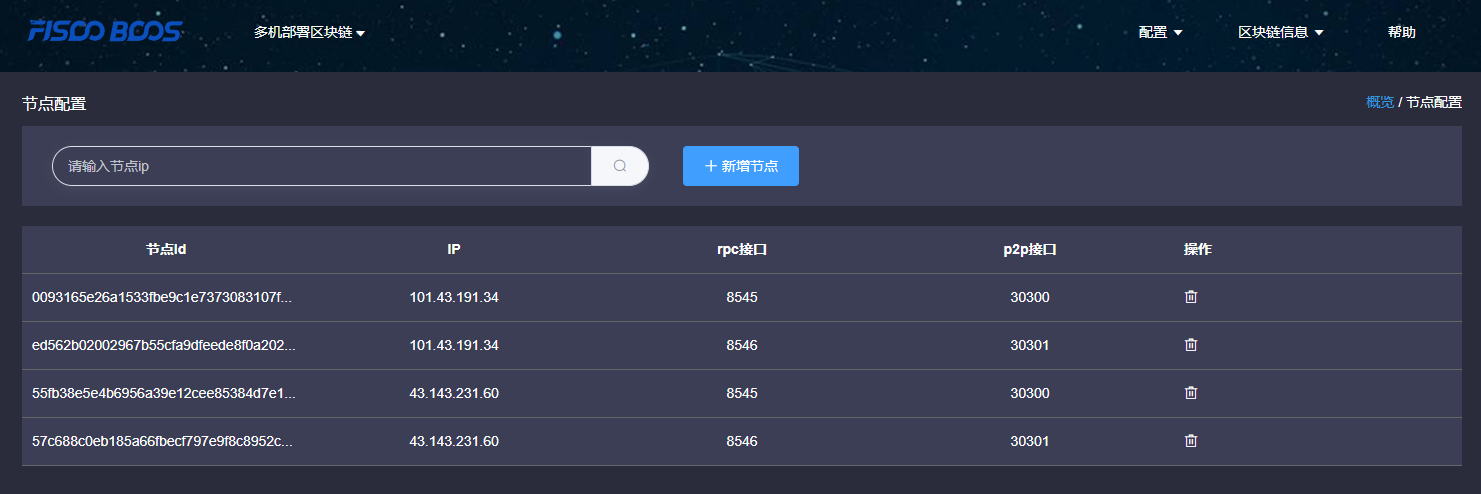 FISCO BCOS 多机部署区块链 配置 区块链信息 帮助
节点配置 概览 / 节点配置
请输入节点ip 新增节点
节点Id IP rpc接口 p2p接口 操作
0093165e26a1533fbe9c1e7373083107f... 101.43.191.34 8545 30300
ed562b02002967b55cfa9dfeede8f0a202... 101.43.191.34 8546 30301
55fb38e5e4b6956a39e12cee85384d7e1... 43.143.231.60 8545 30300
57c688c0eb185a66fbecf797e9f8c8952c... 43.143.231.60 8546 30301